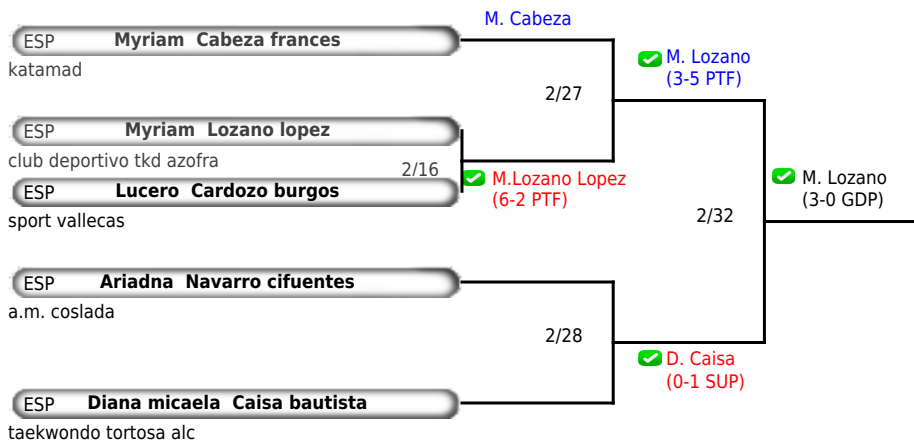 M. Cabeza
ESP Myriam Cabeza frances
katamad
M. Lozano
(3-5 PTF)
2/27
ESP Myriam Lozano lopez
club deportivo tkd azofra
2/16
M.Lozano Lopez
(6-2 PTF)
M. Lozano
(3-0 GDP)
ESP Lucero Cardozo burgos
sport vallecas
2/32
ESP Ariadna Navarro cifuentes
a.m. coslada
2/28
D. Caisa
(0-1 SUP)
ESP Diana micaela Caisa bautista
taekwondo tortosa alc